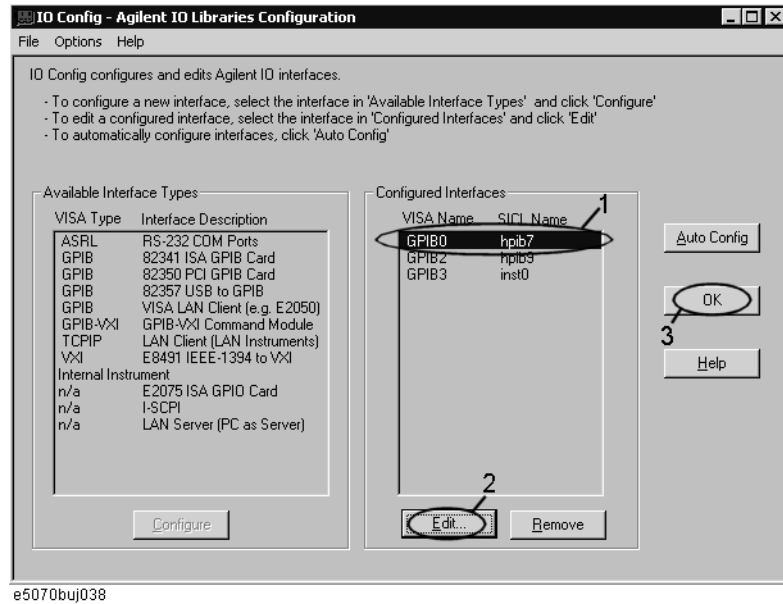 IO Config - Agilent IO Libraries Configuration
File Options Help
IO Config configures and edits Agilent IO interfaces.
- To configure a new interface, select the interface in 'Available Interface Types' and click 'Configure'
- To edit a configured interface, select the interface in 'Configured Interfaces' and click 'Edit'
- To automatically configure interfaces, click 'Auto Config'
Available Interface Types
VISA Type Interface Description
ASRL RS-232 COM Ports
GPIB 82341 ISA GPIB Card
GPIB 82350 PCI GPIB Card
GPIB 82357 USB to GPIB
GPIB VISA LAN Client (e.g. E2050)
GPIB-VXI GPIB-VXI Command Module
TCPIP LAN Client (LAN Instruments)
VXI E8491 IEEE-1394 to VXI
Internal Instrument
n/a E2075 ISA GPIO Card
n/a I-SCPI
n/a LAN Server (PC as Server)
Configure
Configured Interfaces
1
VISA Name SICL Name
GPIB0 hpib7
GPIB2 hpib9
GPIB3 inst0
2
Edit... Remove
Auto Config
OK
3
Help
e5070buj038